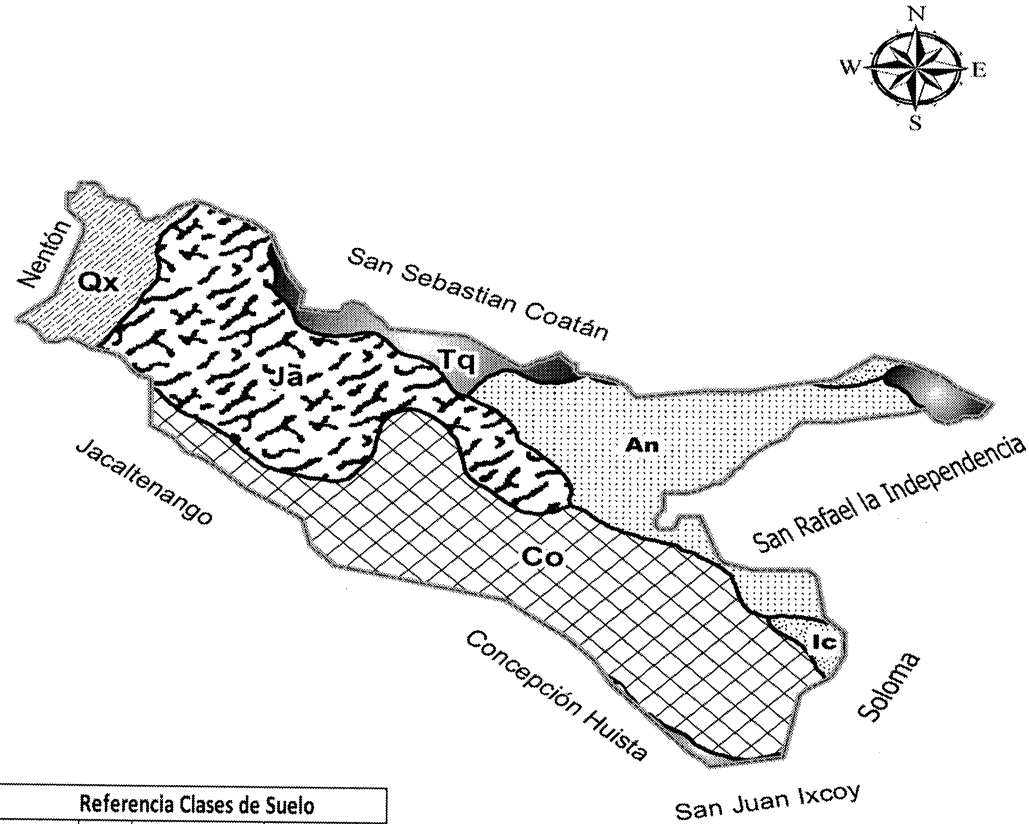 N
W E
S
Nentón
Qx
San Sebastian Coatán
Tq
Ja
An
Jacaltenango
San Rafael la Independencia
Co
Ic
Concepción Huista
Soloma
Referencia Clases de Suelo
San Juan Ixcoy